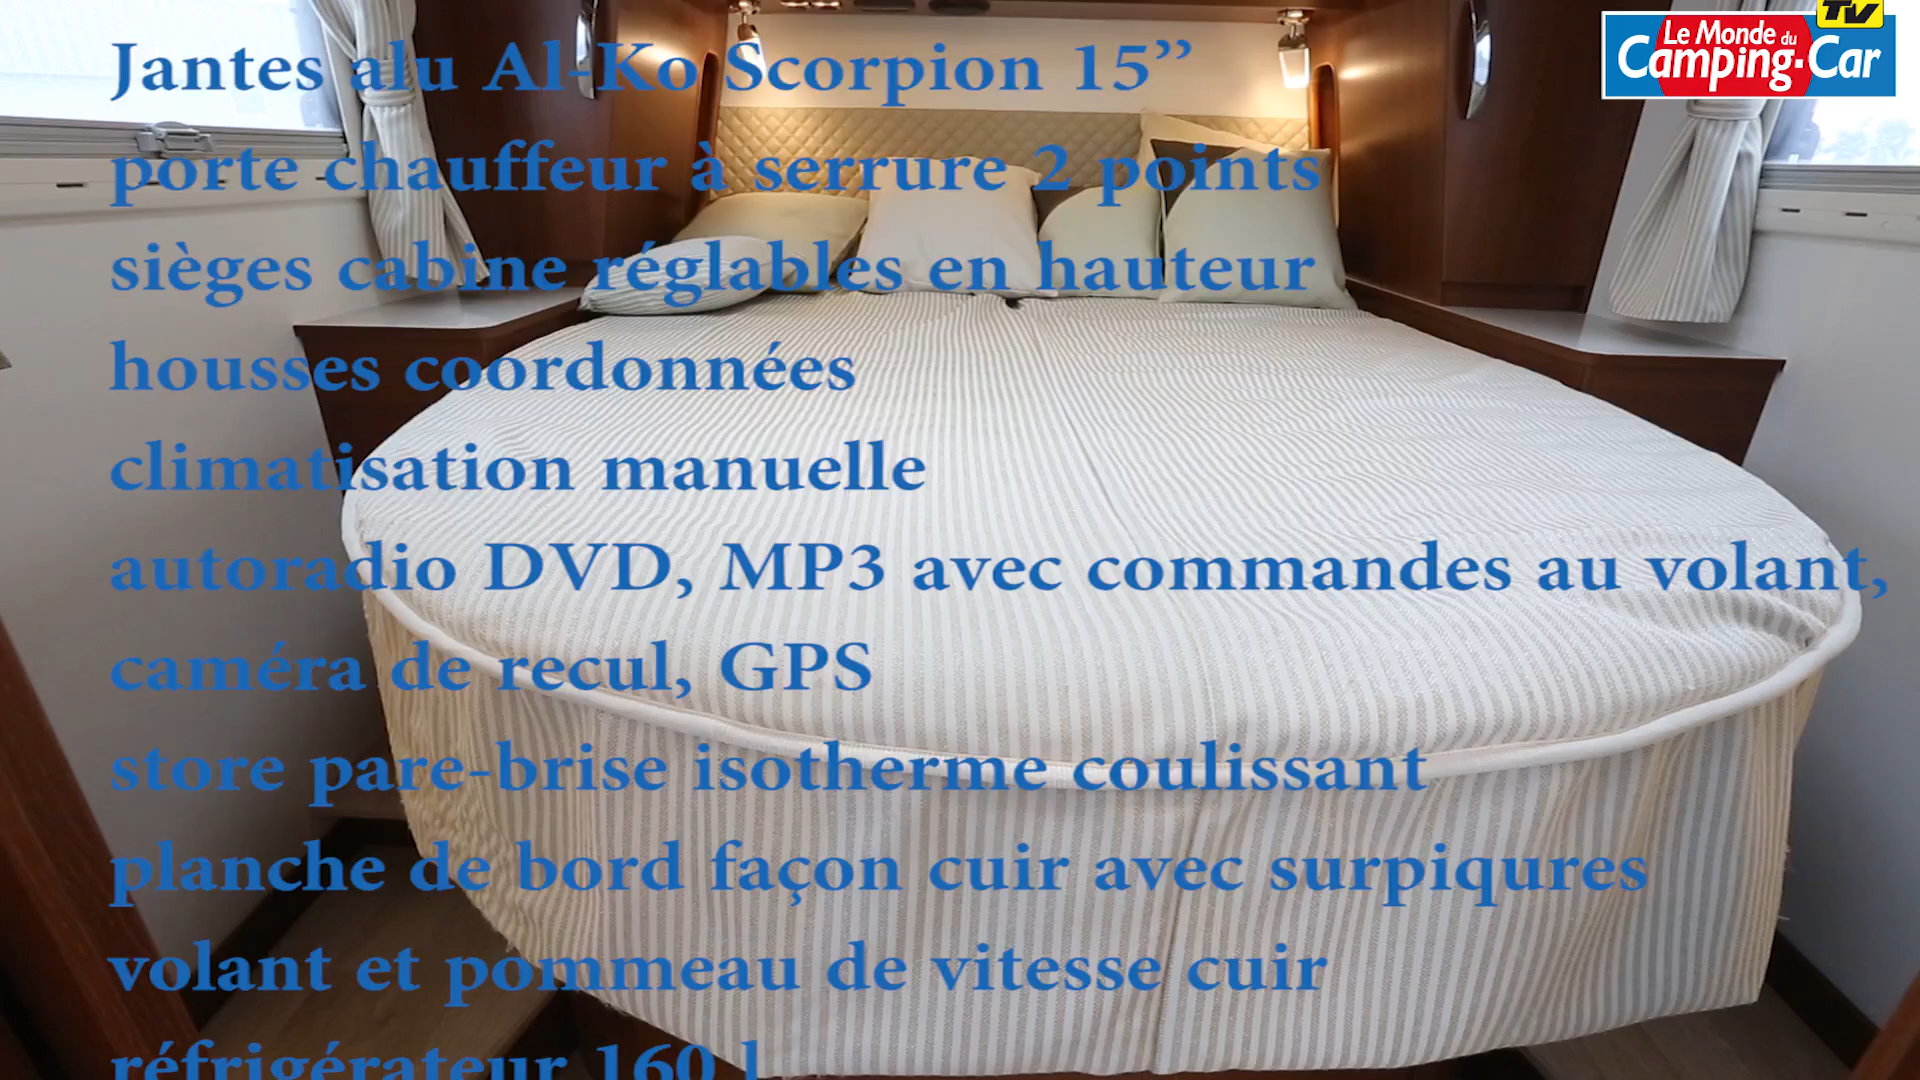 TV
Le Monde du
Camping-Car
Jantes alu Al-Ko Scorpion 15”
porte chauffeur à serrure 2 points
sièges cabine réglables en hauteur
housses coordonnées
climatisation manuelle
autoradio DVD, MP3 avec commandes au volant,
caméra de recul, GPS
store pare-brise isotherme coulissant
planche de bord façon cuir avec surpiqures
volant et pommeau de vitesse cuir
réfrigérateur 160 l